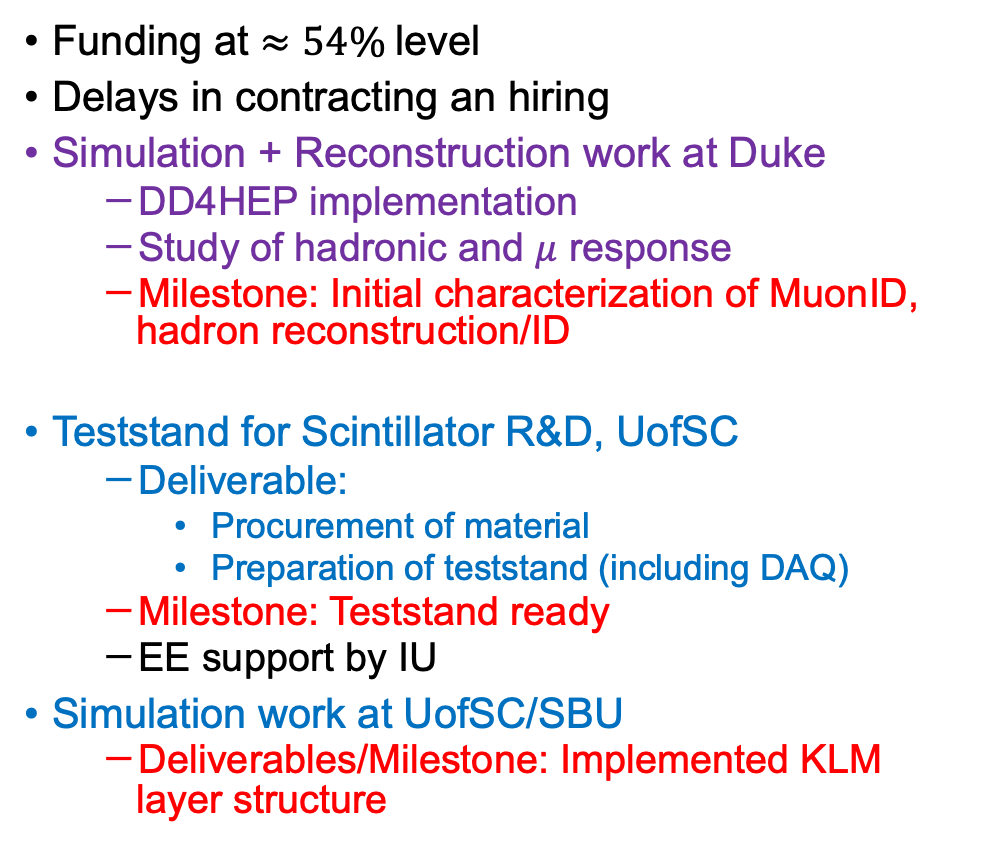 • Funding at ≈ 54% level
• Delays in contracting an hiring
• Simulation + Reconstruction work at Duke
– DD4HEP implementation
– Study of hadronic and μ response
– Milestone: Initial characterization of MuonID,
hadron reconstruction/ID
• Teststand for Scintillator R&D, UofSC
– Deliverable:
• Procurement of material
• Preparation of teststand (including DAQ)
– Milestone: Teststand ready
– EE support by IU
• Simulation work at UofSC/SBU
– Deliverables/Milestone: Implemented KLM
layer structure